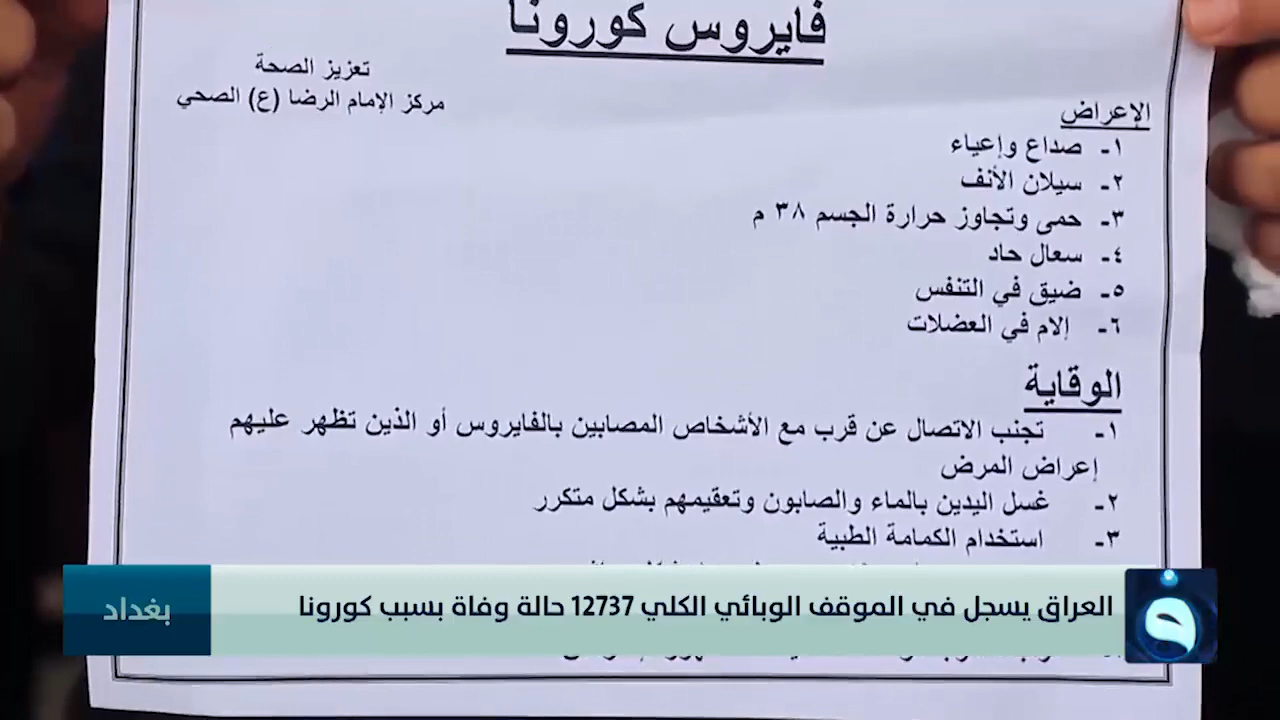 فايروس كورونا
تعزيز الصحة
مركز الإمام الرضا (ع) الصحي
الإعراض
١- صداع وإعياء
٢- سيلان الأنف
٣- حمى وتجاوز حرارة الجسم ٣٨ م
٤- سعال حاد
٥- ضيق في التنفس
٦- إلام في العضلات
الوقاية
١- تجنب الاتصال عن قرب مع الأشخاص المصابين بالفايروس أو الذين تظهر عليهم
إعراض المرض
٢- غسل اليدين بالماء والصابون وتعقيمهم بشكل متكرر
٣- استخدام الكمامة الطبية
العراق يسجل في الموقف الوبائي الكلي 12737 حالة وفاة بسبب كورونا
بغداد